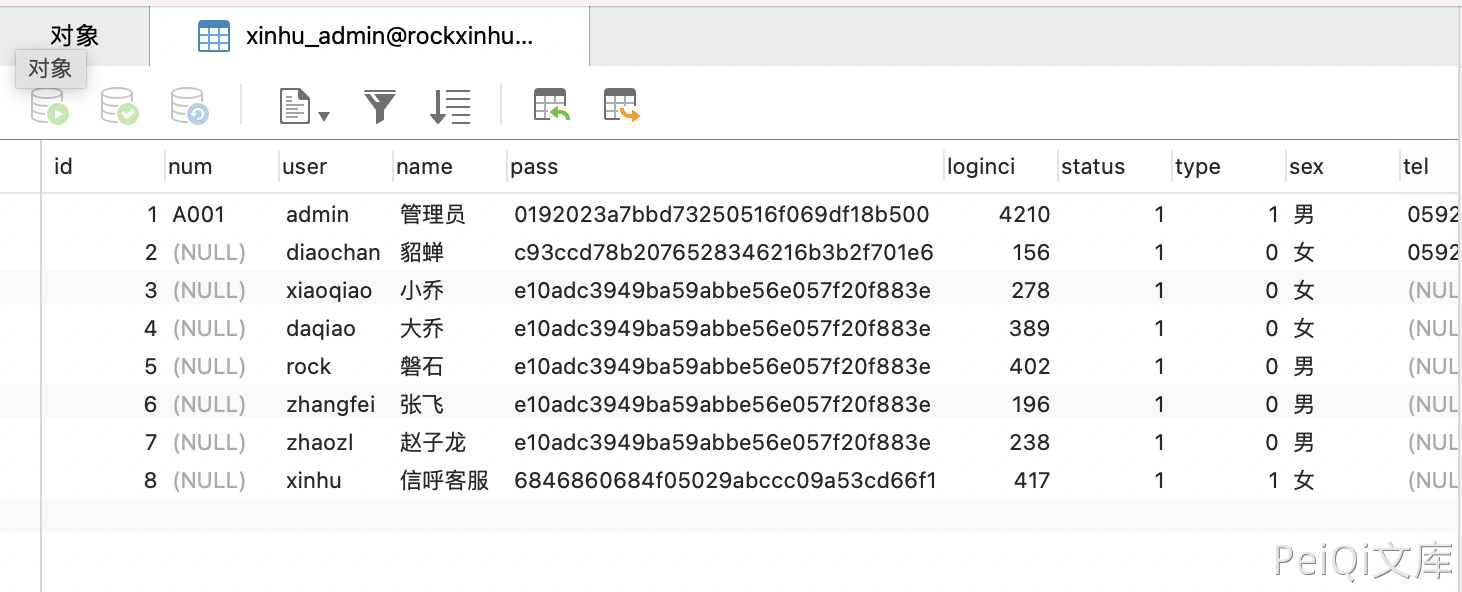 对象
xinhu_admin@rockxinhu...
对象
id num user name pass loginci status type sex tel
1 A001 admin 管理员 0192023a7bbd73250516f069df18b500 4210 1 1 男 0592
2 (NULL) diaochan 貂蝉 c93ccd78b2076528346216b3b2f701e6 156 1 0 女 0592
3 (NULL) xiaoqiao 小乔 e10adc3949ba59abbe56e057f20f883e 278 1 0 女 (NUL
4 (NULL) daqiao 大乔 e10adc3949ba59abbe56e057f20f883e 389 1 0 女 (NUL
5 (NULL) rock 磐石 e10adc3949ba59abbe56e057f20f883e 402 1 0 男 (NUL
6 (NULL) zhangfei 张飞 e10adc3949ba59abbe56e057f20f883e 196 1 0 男 (NUL
7 (NULL) zhaozl 赵子龙 e10adc3949ba59abbe56e057f20f883e 238 1 0 男 (NUL
8 (NULL) xinhu 信呼客服 6846860684f05029abccc09a53cd66f1 417 1 1 女 (NUL
PeiQi文库